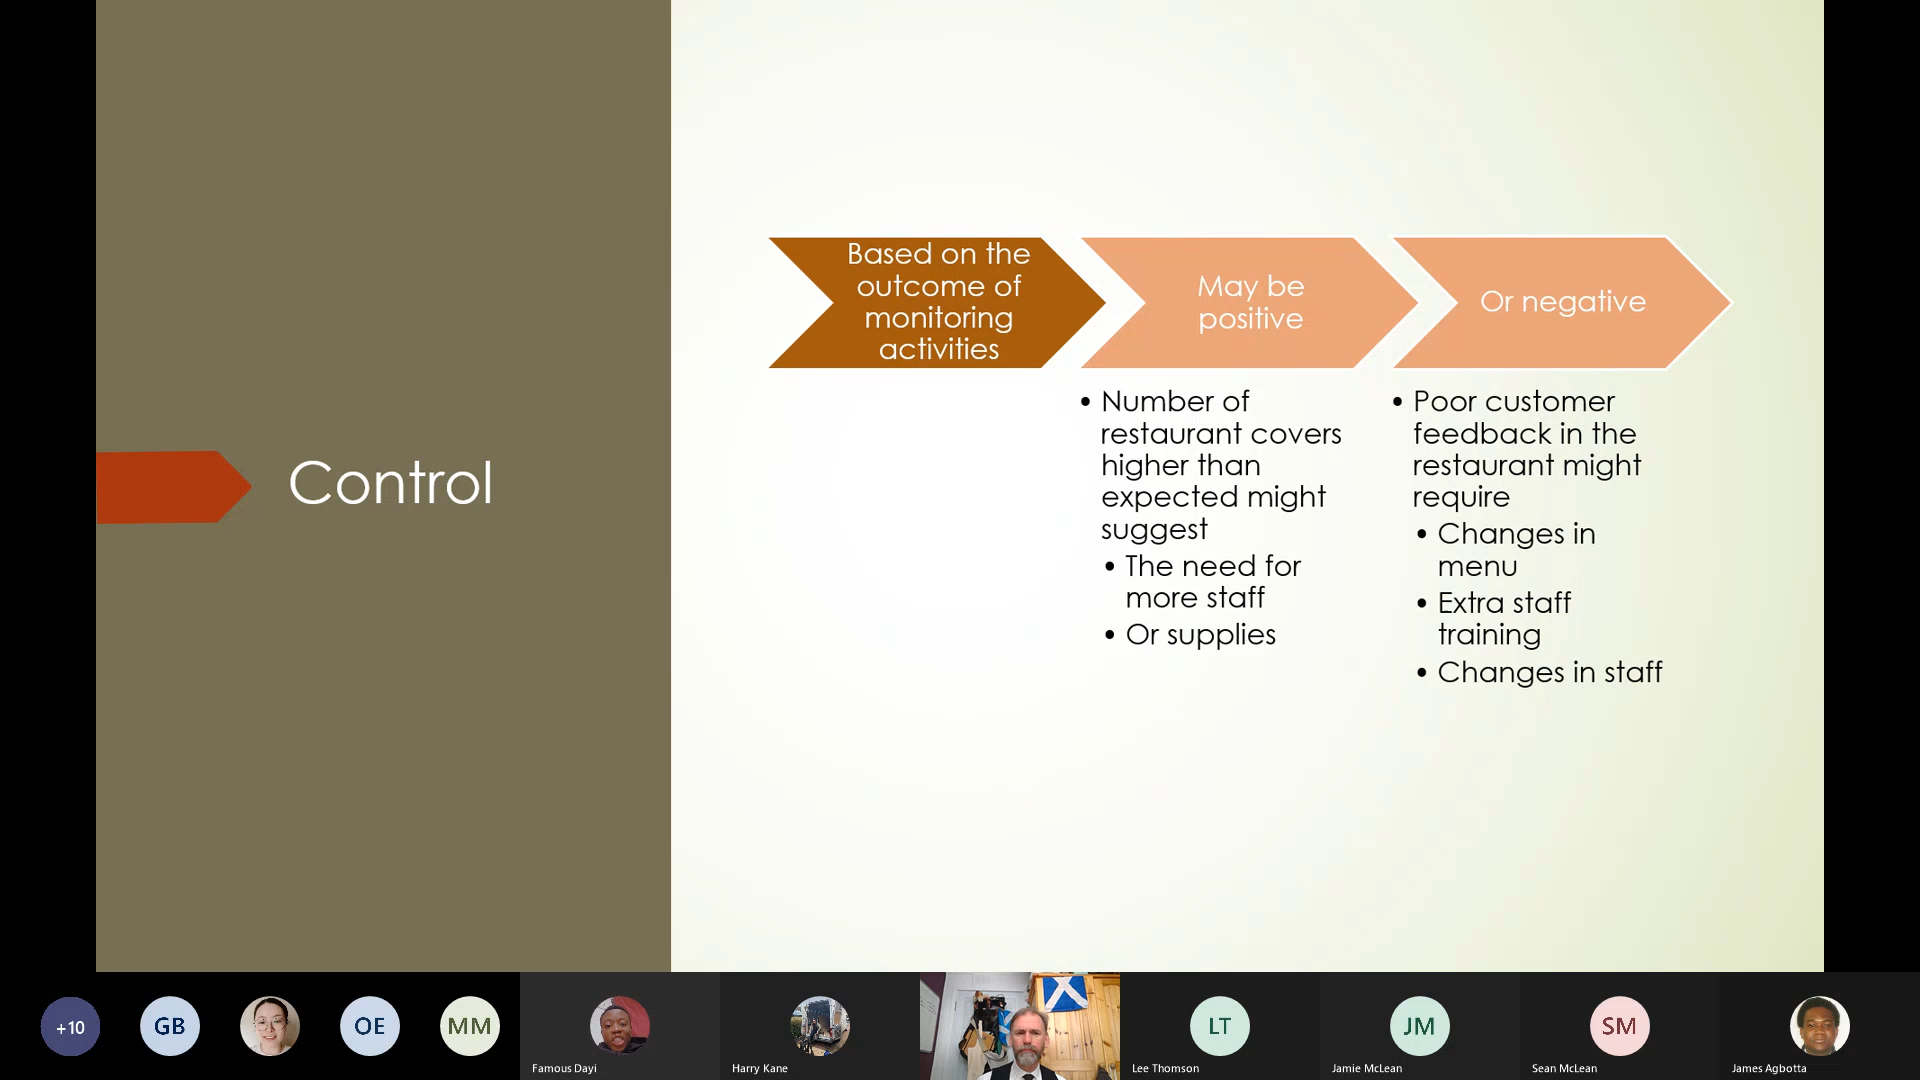 Control
Based on the
outcome of
monitoring
activities
May be
positive
Or negative
• Number of
restaurant covers
higher than
expected might
suggest
• The need for
more staff
• Or supplies
• Poor customer
feedback in the
restaurant might
require
• Changes in
menu
• Extra staff
training
• Changes in staff
+10
GB
OE
MM
Famous Dayi
Harry Kane
LT
Lee Thomson
JM
Jamie McLean
SM
Sean McLean
James Agbotta